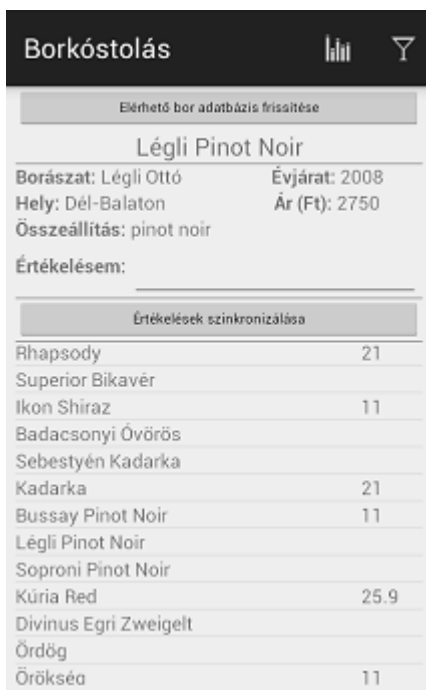 Borkóstolás
Elérhető bor adatbázis frissítése
Légli Pinot Noir
Borászat: Légli Ottó Évjárat: 2008
Hely: Dél-Balaton Ár (Ft): 2750
Összeállítás: pinot noir
Értékelésem:
Értékelések szinkronizálása
Rhapsody 21
Superior Bikavér
Ikon Shiraz 11
Badacsonyi Óvörös
Sebestyén Kadarka
Kadarka 21
Bussay Pinot Noir 11
Légli Pinot Noir
Soproni Pinot Noir
Kúria Red 25.9
Divinus Egri Zweigelt
Ördög
Örökség 11